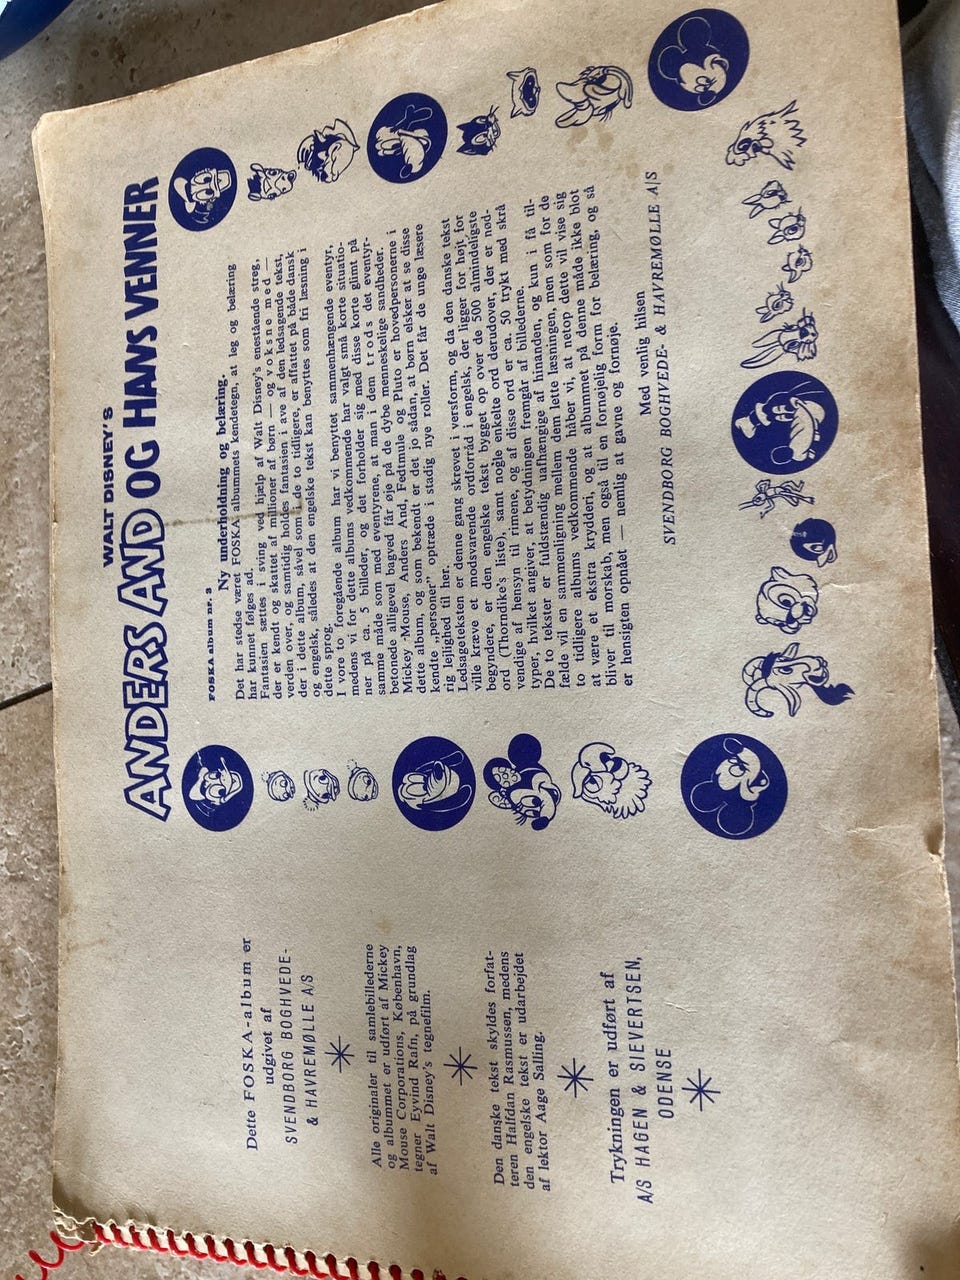 Dette FOSKA-album er
udgivet af
SVENDBORG BOGHVEDE-
& HAVREMØLLE A/S
Alle originaler til samlebillederne
og albummet er udført af Mickey
Mouse Corporations, København,
tegner Eyvind Rafn, på grundlag
af Walt Disney's tegnefilm.
Den danske tekst skyldes forfat-
teren Halfdan Rasmussen, medens
den engelske tekst er udarbejdet
af lektor Aage Salling.
Trykningen er udført af
A/S HAGEN & SIEVERTSEN,
ODENSE
WALT DISNEY'S
ANDERS AND OG HANS VENNER
FOSKA album nr. 3
Ny underholdning og belæring.
Det har stedse været FOSKA albummets kendetegn, at leg og belæring
har kunnet følges ad.
Fantasien sættes i sving ved hjælp af Walt Disney's enestående streg,
der er kendt og skattet af millioner af børn — og voksne med —
verden over, og samtidig holdes fantasien i ave af den ledsagende tekst,
der i dette album, såvel som i de to tidligere, er affattet på både dansk
og engelsk, således at den engelske tekst kan benyttes som fri læsning i
dette sprog.
I vore to foregående album har vi benyttet sammenhængende eventyr,
medens vi for dette albums vedkommende har valgt små korte situatio-
ner på ca. 5 billeder, og det forholder sig med disse korte glimt på
samme måde som med eventyrene, at man i dem trods det eventyr-
betonede alligevel bagved får øje på de dybe menneskelige sandheder.
Mickey-Mouse, Anders And, Fedtmule og Pluto er hovedpersonerne i
dette album, og som bekendt er det jo sådan, at børn elsker at se disse
kendte „personer" optræde i stadig nye roller. Det får de unge læsere
rig lejlighed til her.
Ledsageteksten er denne gang skrevet i versform, og da den danske tekst
ville kræve et modsvarende ordforråd i engelsk, der ligger for højt for
begyndere, er den engelske tekst bygget op over de 500 almindeligste
ord (Thorndike's liste), samt nogle enkelte ord derudover, der er nød-
vendige af hensyn til rimene, og af disse ord er ca. 50 trykt med skrå
typer, hvilket angiver, at betydningen fremgår af billederne.
De to tekster er fuldstændig uafhængige af hinanden, og kun i få til-
fælde vil en sammenligning mellem dem lette læsningen, men som for de
to tidligere albums vedkommende håber vi, at netop dette vil vise sig
at være et ekstra krydderi, og at albummet på denne måde ikke blot
bliver til morskab, men også til en fornøjelig form for belæring, og så
er hensigten opnået — nemlig at gavne og fornøje.
Med venlig hilsen
SVENDBORG BOGHVEDE- & HAVREMØLLE A/S